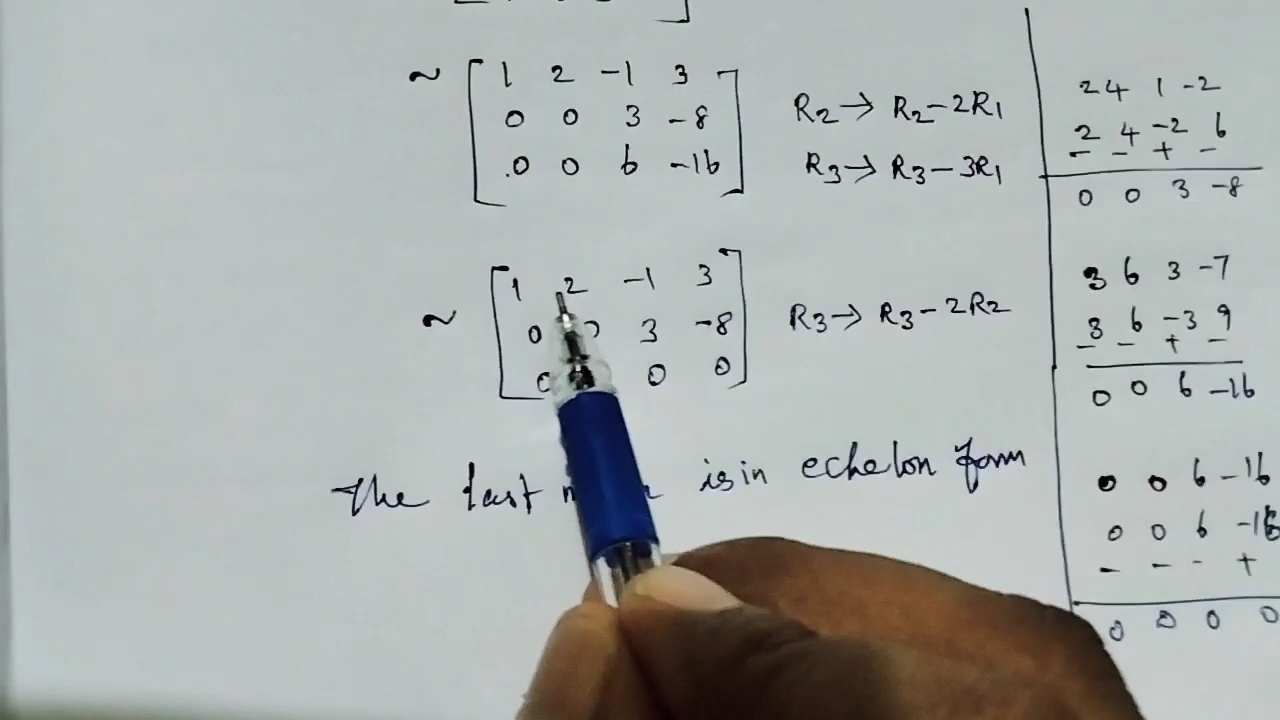 ~ [ 1 2 -1 3
0 0 3 -8
0 0 6 -16 ]
R2 → R2-2R1
R3 → R3-3R1
~ [ 1 2 -1 3
0 3 -8
0 0 ]
R3 → R3-2R2
The last is in echelon form
2 4 1 -2
2 4 -2 6
- - + -
0 0 3 -8
3 6 3 -7
3 6 -3 9
- - + -
0 0 6 -16
0 0 6 -16
0 0 6 -16
- - - +
0 0 0 0